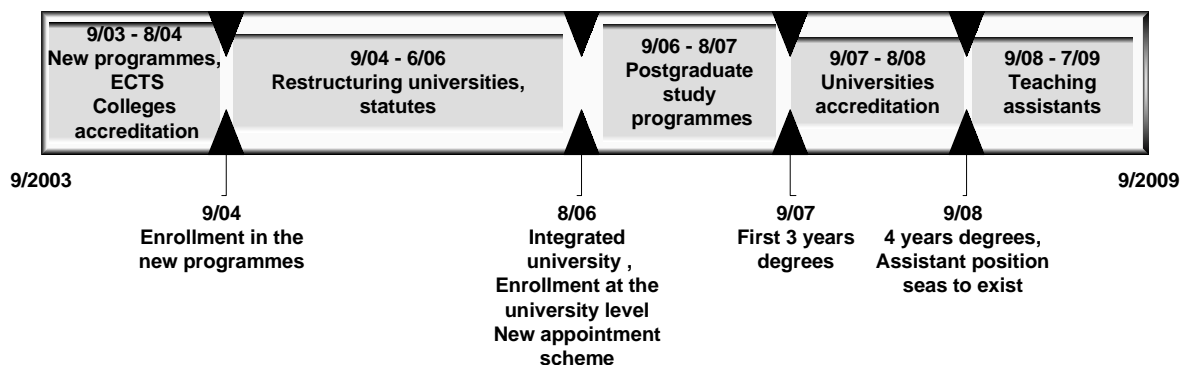 9/03 - 8/04
New programmes,
ECTS
Colleges
accreditation
9/04 - 6/06
Restructuring universities,
statutes
9/06 - 8/07
Postgraduate
study
programmes
9/07 - 8/08
Universities
accreditation
9/08 - 7/09
Teaching
assistants
9/2003
9/2009
9/04
Enrollment in the
new programmes
8/06
Integrated
university ,
Enrollment at the
university level
New appointment
scheme
9/07
First 3 years
degrees
9/08
4 years degrees,
Assistant position
seas to exist